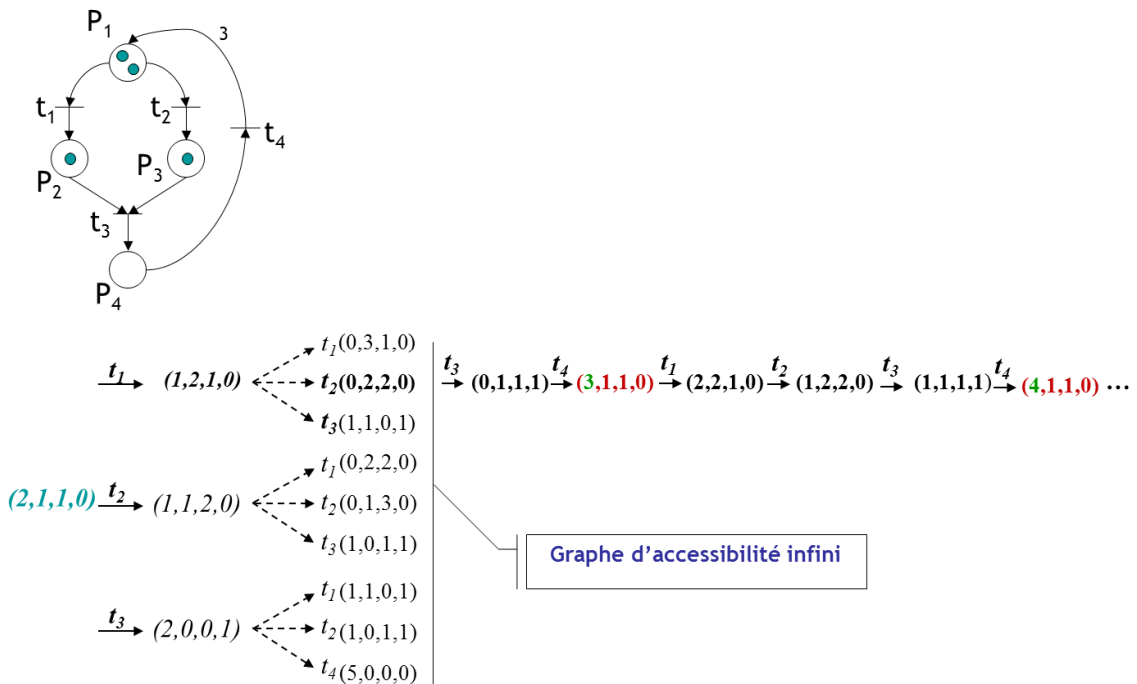 P1
3
t1
t2
t4
P2
P3
t3
P4
t1 (1,2,1,0)
t1(0,3,1,0)
t2(0,2,2,0)
t3(1,1,0,1)
t3 (0,1,1,1) t4 (3,1,1,0) t1 (2,2,1,0) t2 (1,2,2,0) t3 (1,1,1,1) t4 (4,1,1,0) ...
(2,1,1,0) t2 (1,1,2,0)
t1(0,2,2,0)
t2(0,1,3,0)
t3(1,0,1,1)
Graphe d'accessibilité infini
t3 (2,0,0,1)
t1(1,1,0,1)
t2(1,0,1,1)
t4(5,0,0,0)